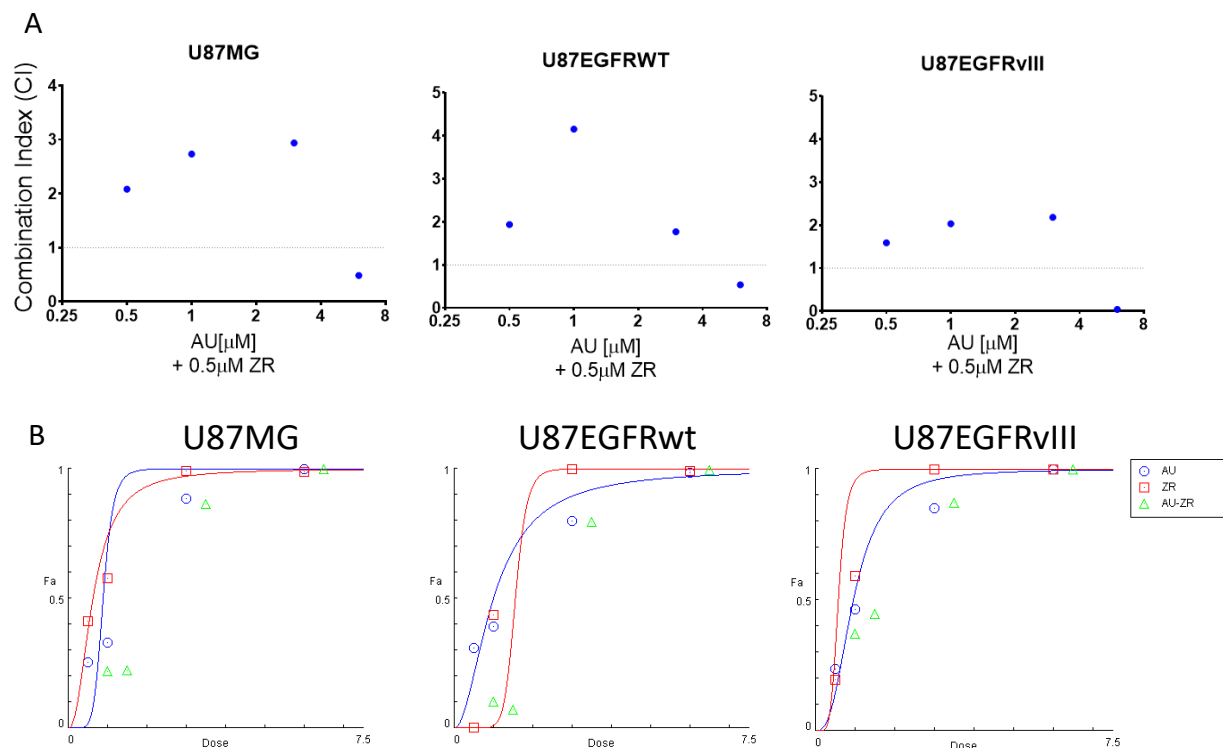 A
U87MG
U87EGFRWT
U87EGFRvIII
Combination Index (CI)
4
3
2
1
0
0.25 0.5 1 2 4 8
AU[μM]
+ 0.5μM ZR
5
4
3
2
1
0
0.25 0.5 1 2 4 8
AU [μM]
+ 0.5μM ZR
5
4
3
2
1
0
0.25 0.5 1 2 4 8
AU [μM]
+ 0.5μM ZR
B
U87MG
U87EGFRwt
U87EGFRvIII
1
Fa
0.5
0
0 Dose 7.5
1
Fa
0.5
0
0 Dose 7.5
1
Fa
0.5
0
0 Dose 7.5
AU
ZR
AU-ZR